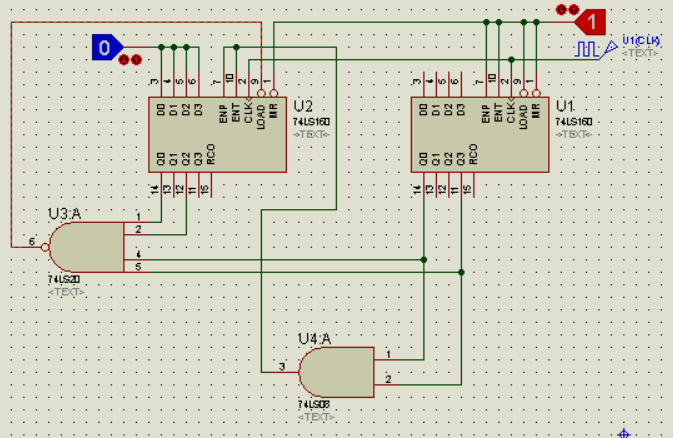 0
1
U1(CLK)
<TEXT>
3 4 5 6 7 10 2 9 1
D0 D1 D2 D3 ENP ENT CLK LOAD MR
U2
74LS160
<TEXT>
Q0 Q1 Q2 Q3 RCO
14 13 12 11 15
3 4 5 6 7 10 2 9 1
D0 D1 D2 D3 ENP ENT CLK LOAD MR
U1
74LS160
<TEXT>
Q0 Q1 Q2 Q3 RCO
14 13 12 11 15
U3:A
1
2
4
5
6
74LS20
<TEXT>
U4:A
1
2
3
74LS08
<TEXT>